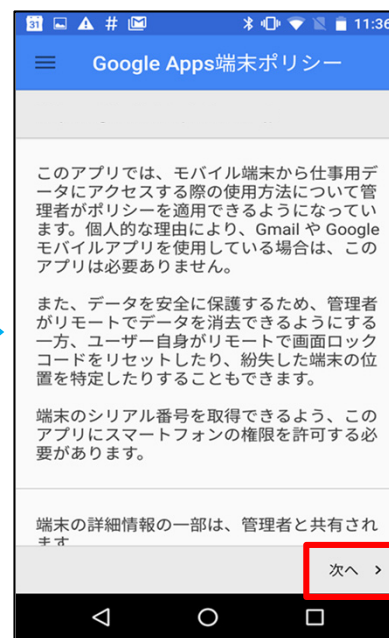 31 # 11:36
Google Apps端末ポリシー
このアプリでは、モバイル端末から仕事用デ
ータにアクセスする際の使用方法について管
理者がポリシーを適用できるようになってい
ます。個人的な理由により、Gmail や Google
モバイルアプリを使用している場合は、この
アプリは必要ありません。
また、データを安全に保護するため、管理者
がリモートでデータを消去できるようにする
一方、ユーザー自身がリモートで画面ロック
コードをリセットしたり、紛失した端末の位
置を特定したりすることもできます。
端末のシリアル番号を取得できるよう、この
アプリにスマートフォンの権限を許可する必
要があります。
端末の詳細情報の一部は、管理者と共有され
ます
次へ